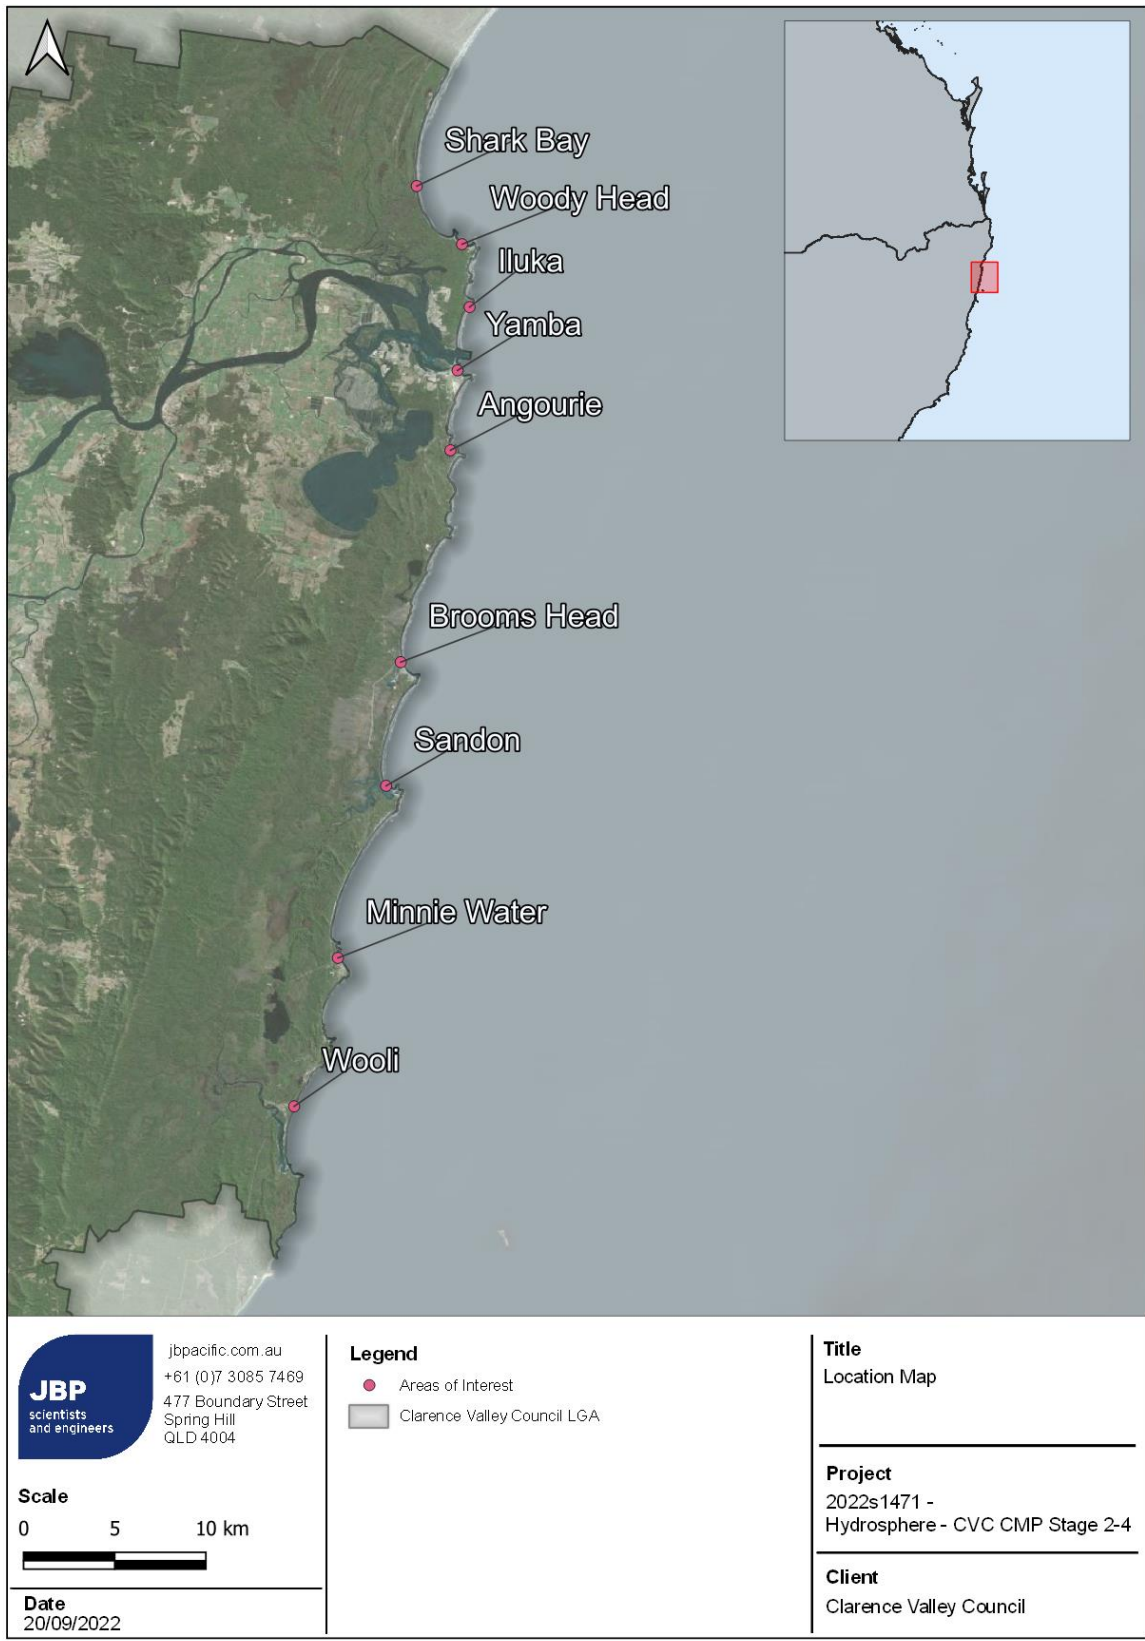 Shark Bay
Woody Head
Iluka
Yamba
Angourie
Brooms Head
Sandon
Minnie Water
Wooli
JBP
scientists
and engineers
jbpacific.com.au
+61 (0)7 3085 7469
477 Boundary Street
Spring Hill
QLD 4004
Scale
0 5 10 km
Date
20/09/2022
Legend
Areas of Interest
Clarence Valley Council LGA
Title
Location Map
Project
2022s1471 -
Hydrosphere - CVC CMP Stage 2-4
Client
Clarence Valley Council